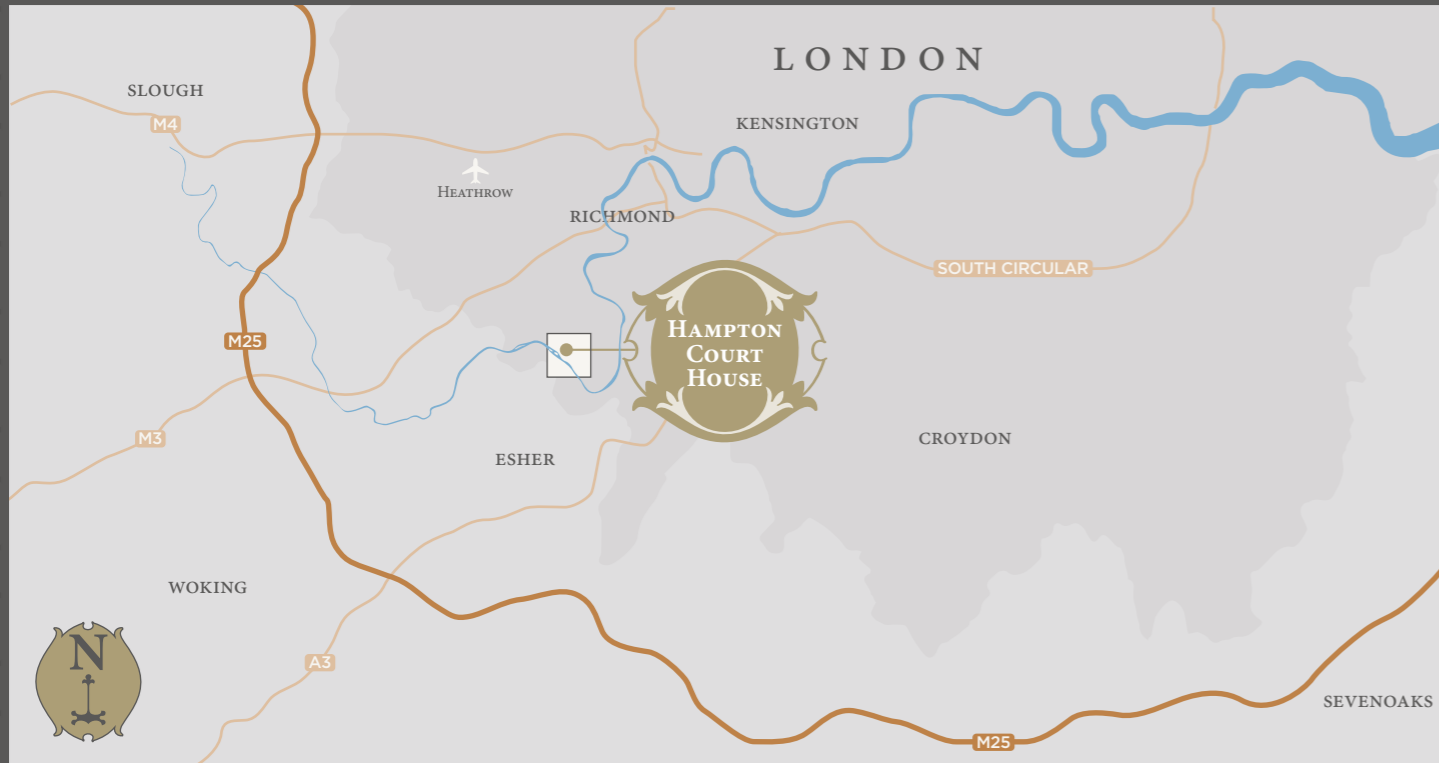 LONDON
SLOUGH
M4
KENSINGTON
HEATHROW
RICHMOND
SOUTH CIRCULAR
HAMPTON
COURT
HOUSE
M25
M3
CROYDON
ESHER
WOKING
N
A3
SEVENOAKS
M25